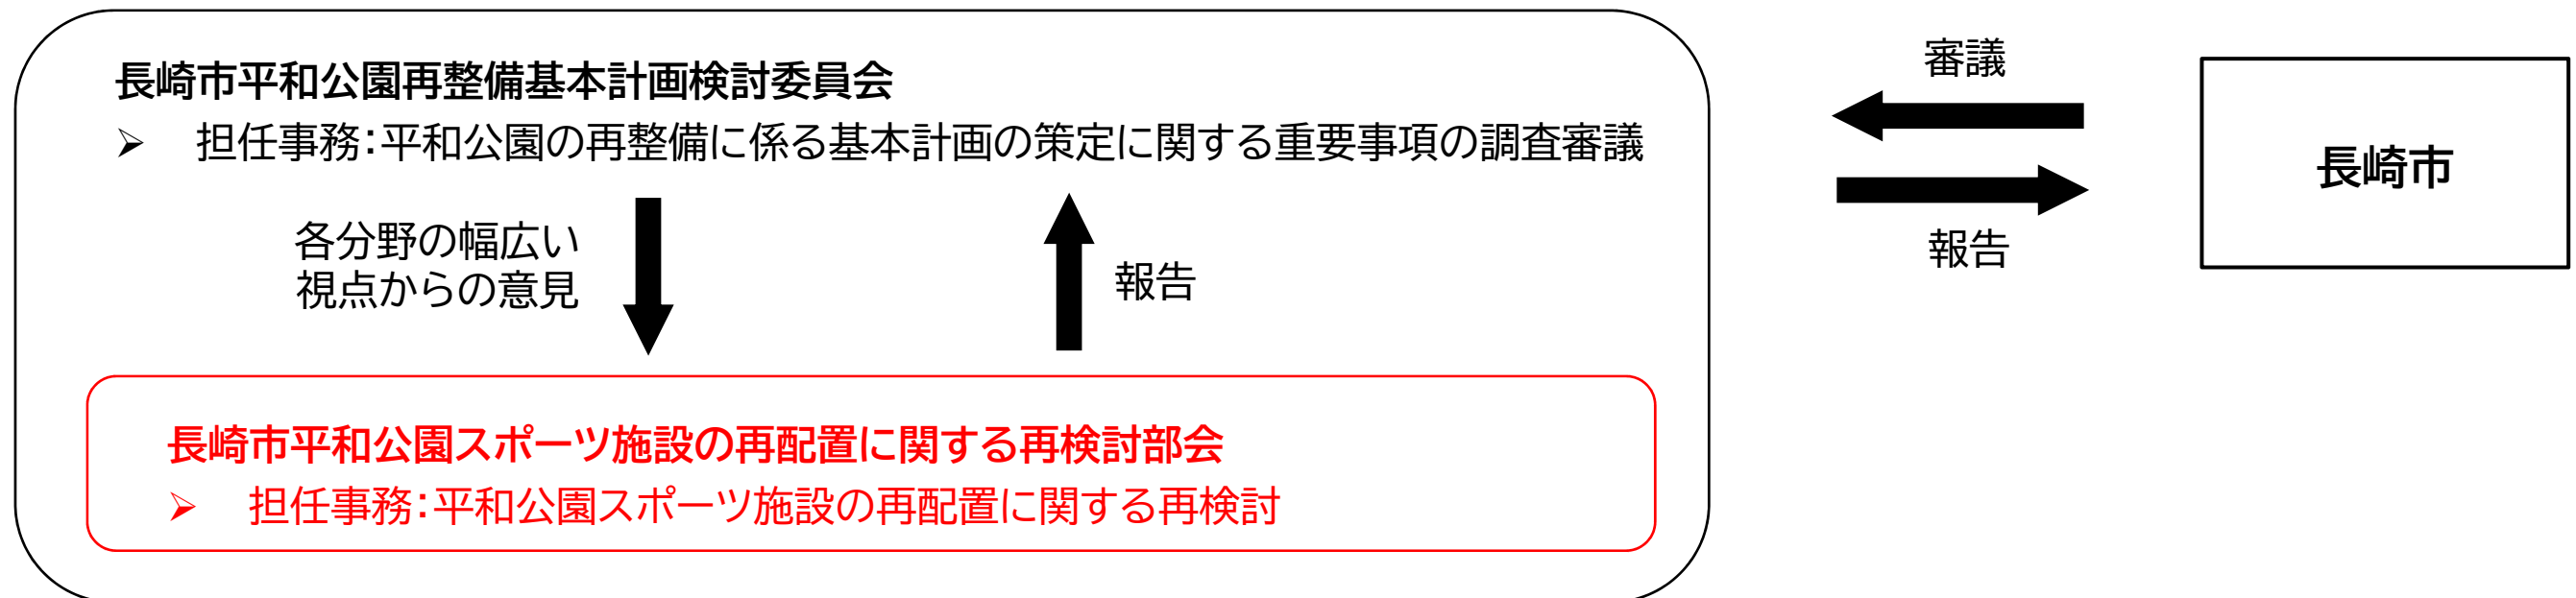 長崎市平和公園再整備基本計画検討委員会
➢ 担任事務：平和公園の再整備に係る基本計画の策定に関する重要事項の調査審議
各分野の幅広い
視点からの意見
報告
長崎市平和公園スポーツ施設の再配置に関する再検討部会
➢ 担任事務：平和公園スポーツ施設の再配置に関する再検討
審議
報告
長崎市